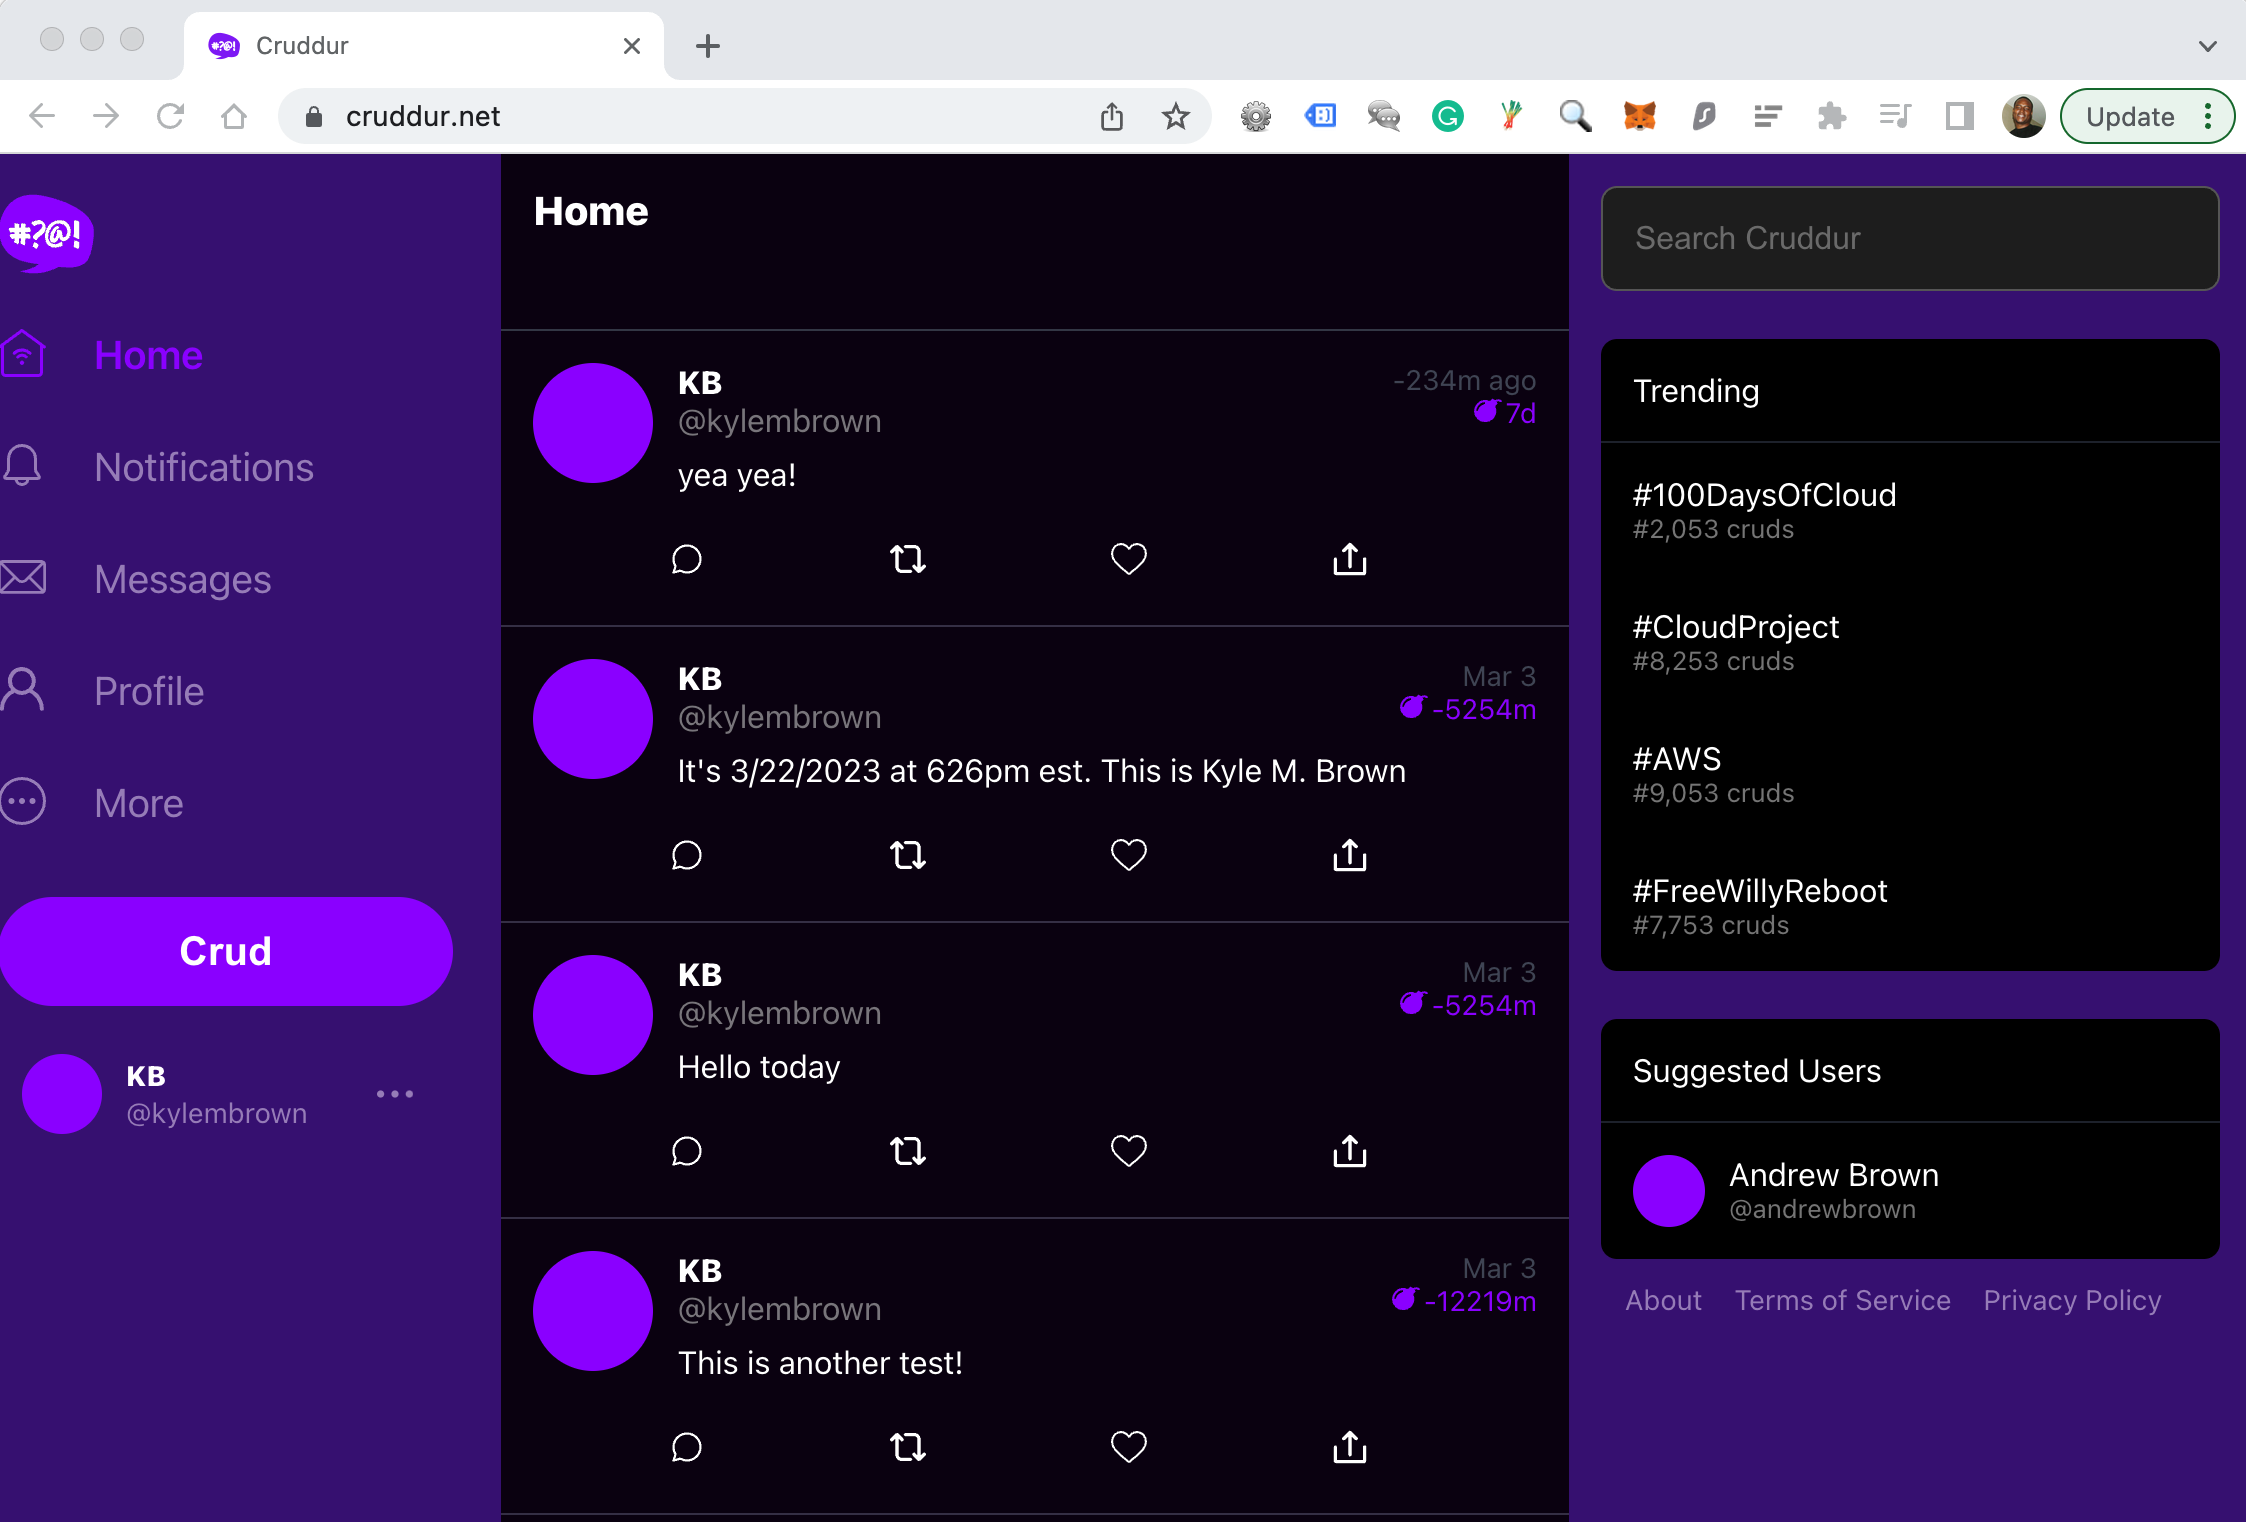 #?@!
Cruddur
cruddur.net
Update
#?@!
Home
Notifications
Messages
Profile
More
Crud
KB
@kylembrown
Home
KB
-234m ago
@kylembrown
7d
yea yea!
KB
Mar 3
@kylembrown
-5254m
It's 3/22/2023 at 626pm est. This is Kyle M. Brown
KB
Mar 3
@kylembrown
-5254m
Hello today
KB
Mar 3
@kylembrown
-12219m
This is another test!
Search Cruddur
Trending
#100DaysOfCloud
#2,053 cruds
#CloudProject
#8,253 cruds
#AWS
#9,053 cruds
#FreeWillyReboot
#7,753 cruds
Suggested Users
Andrew Brown
@andrewbrown
About Terms of Service Privacy Policy